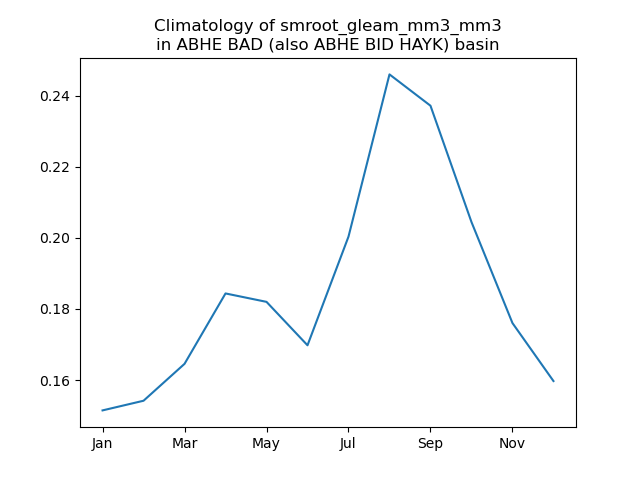 Climatology of smroot_gleam_mm3_mm3
in ABHE BAD (also ABHE BID HAYK) basin
0.24
0.22
0.20
0.18
0.16
Jan Mar May Jul Sep Nov